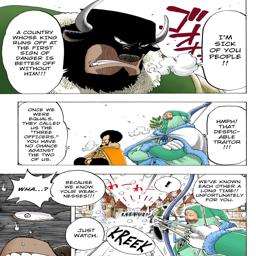 I'M
SICK OF
YOU
PEOPLE
!!
A COUNTRY
WHOSE KING
RUNS OFF AT
THE FIRST
SIGN OF
DANGER IS
BETTER OFF
WITHOUT
HIM!!!
HMPH!
THAT
DESPIC-
ABLE
TRAITOR
!!!
ONCE WE
WERE
EQUALS.
THEY CALLED
US THE
"THREE
OFFICERS."
YOU HAVE
NO CHANCE
AGAINST
THE TWO
OF US.
WE'VE KNOWN
EACH OTHER
A LONG
TIME!!
UNFORTUNATELY
FOR YOU.
BECAUSE
WE KNOW
YOUR WEAK-
NESSES!!!
WHA...?
JUST
WATCH.
KREEK